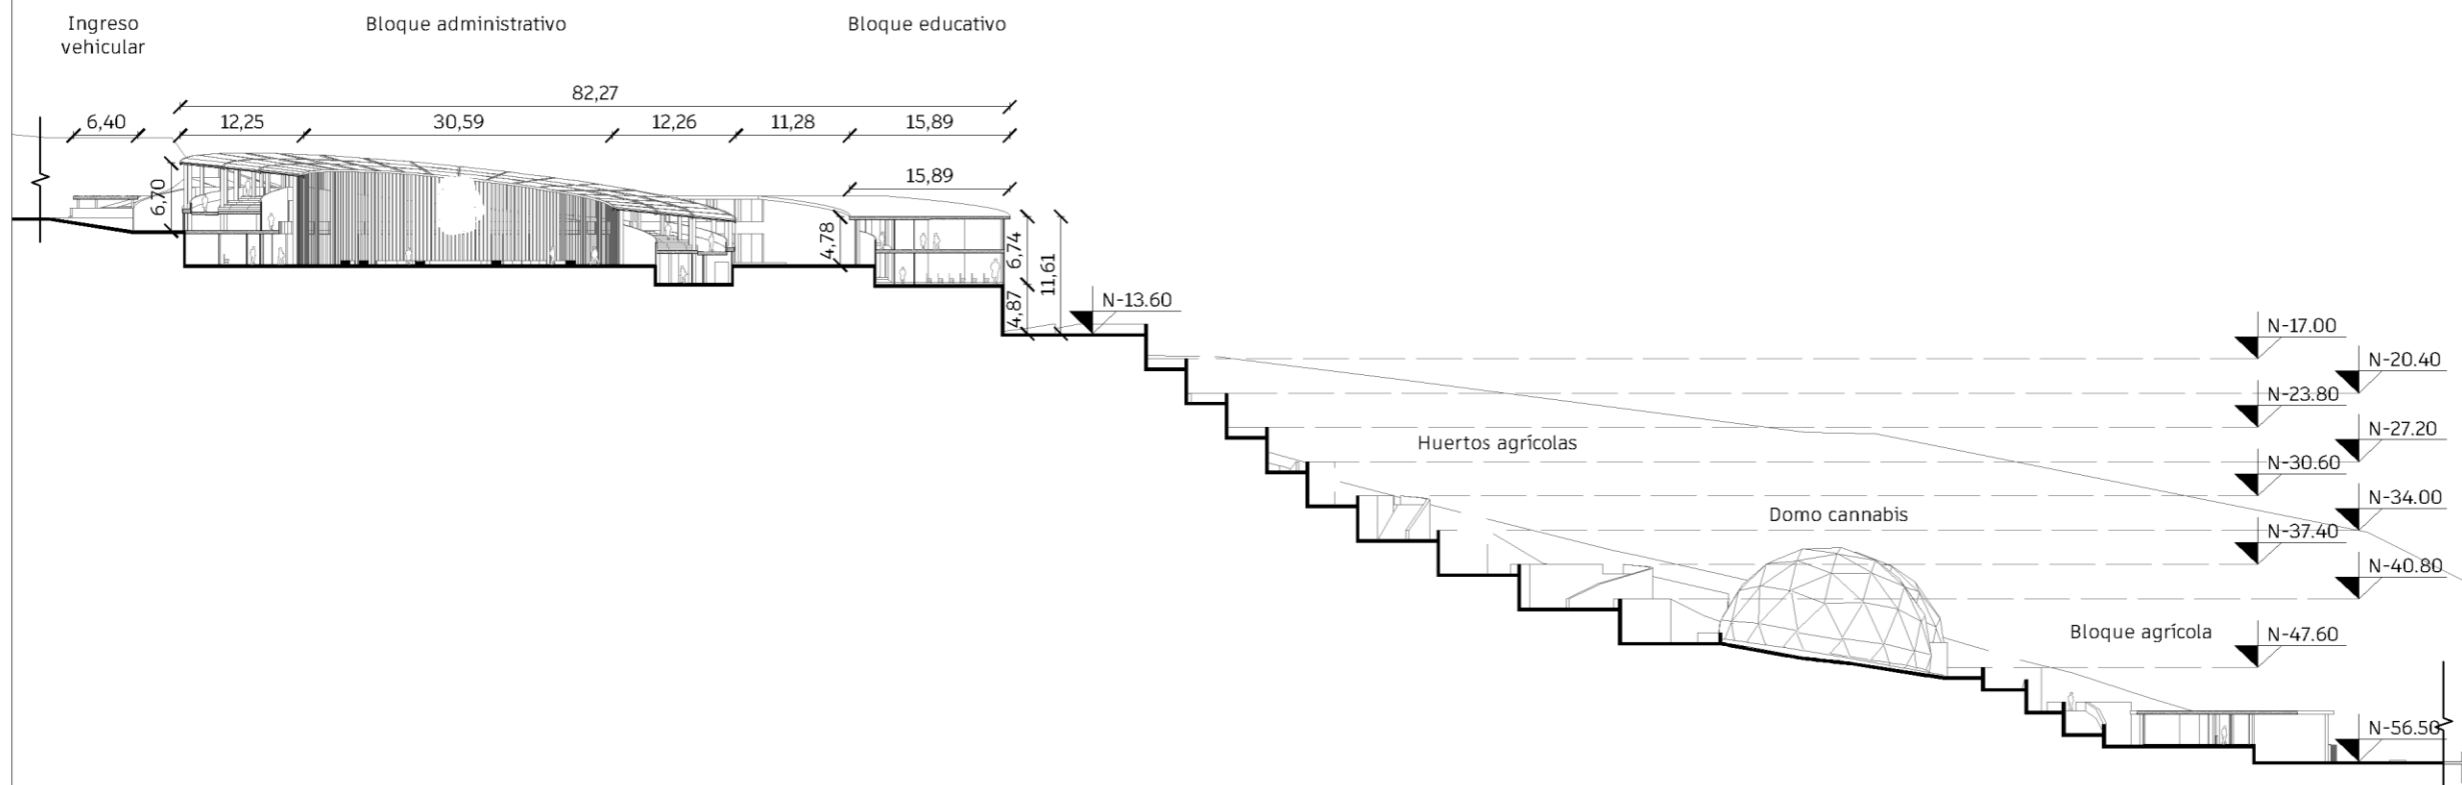 Ingreso
vehicular
Bloque administrativo
Bloque educativo
82,27
6,40
12,25
30,59
12,26
11,28
15,89
15,89
6,70
4,78
6,74
11,61
4,87
N-13.60
N-17.00
N-20.40
N-23.80
N-27.20
Huertos agrícolas
N-30.60
N-34.00
Domo cannabis
N-37.40
N-40.80
Bloque agrícola
N-47.60
N-56.50